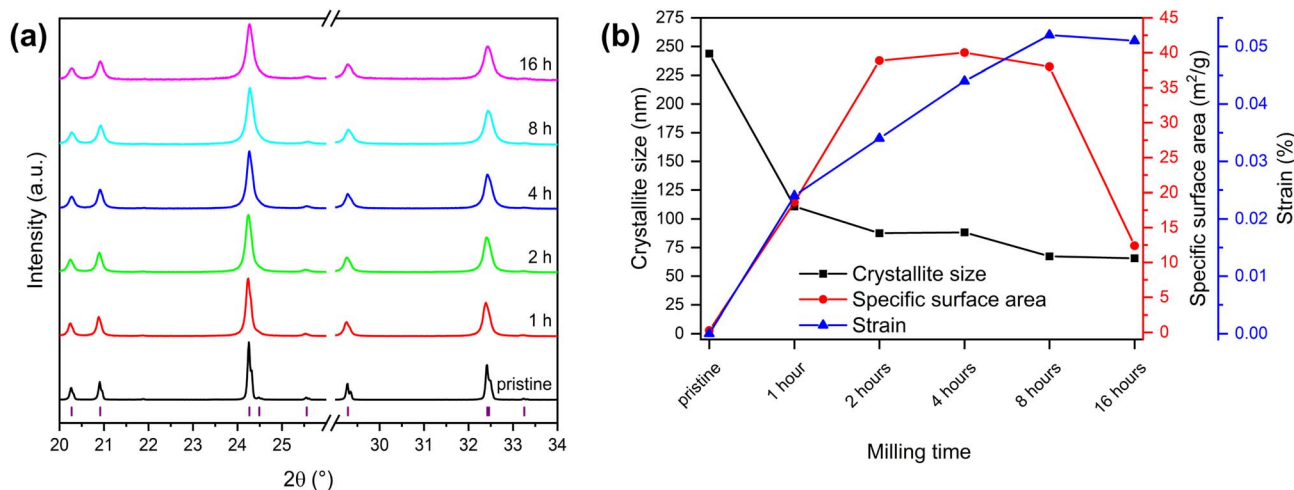 (a)
16 h
8 h
4 h
2 h
1 h
pristine
Intensity (a.u.)
20 21 22 23 24 25 30 31 32 33 34
2θ (°)
(b)
275
250
225
200
175
150
125
100
75
50
25
0
Crystallite size (nm)
Crystallite size
Specific surface area
Strain
45
40
35
30
25
20
15
10
5
0
Specific surface area (m²/g)
0.05
0.04
0.03
0.02
0.01
0.00
Strain (%)
pristine
1 hour
2 hours
4 hours
8 hours
16 hours
Milling time